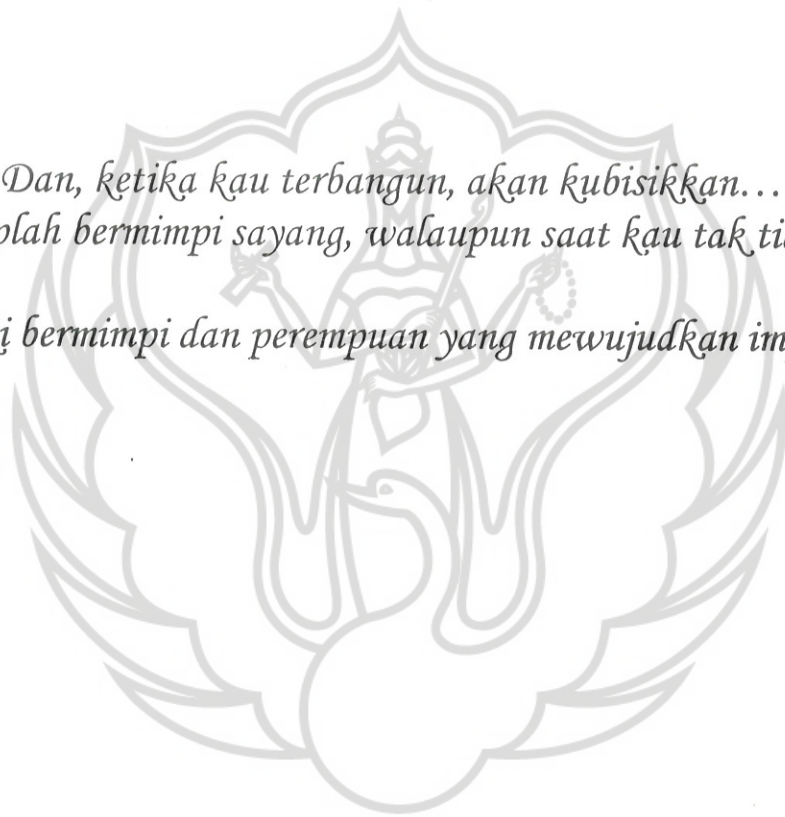 Dan, ketika kau terbangun, akan kubisikkan...
bermimpi sayang, walaupun saat kau tak
bermimpi dan perempuan yang mewujudkan